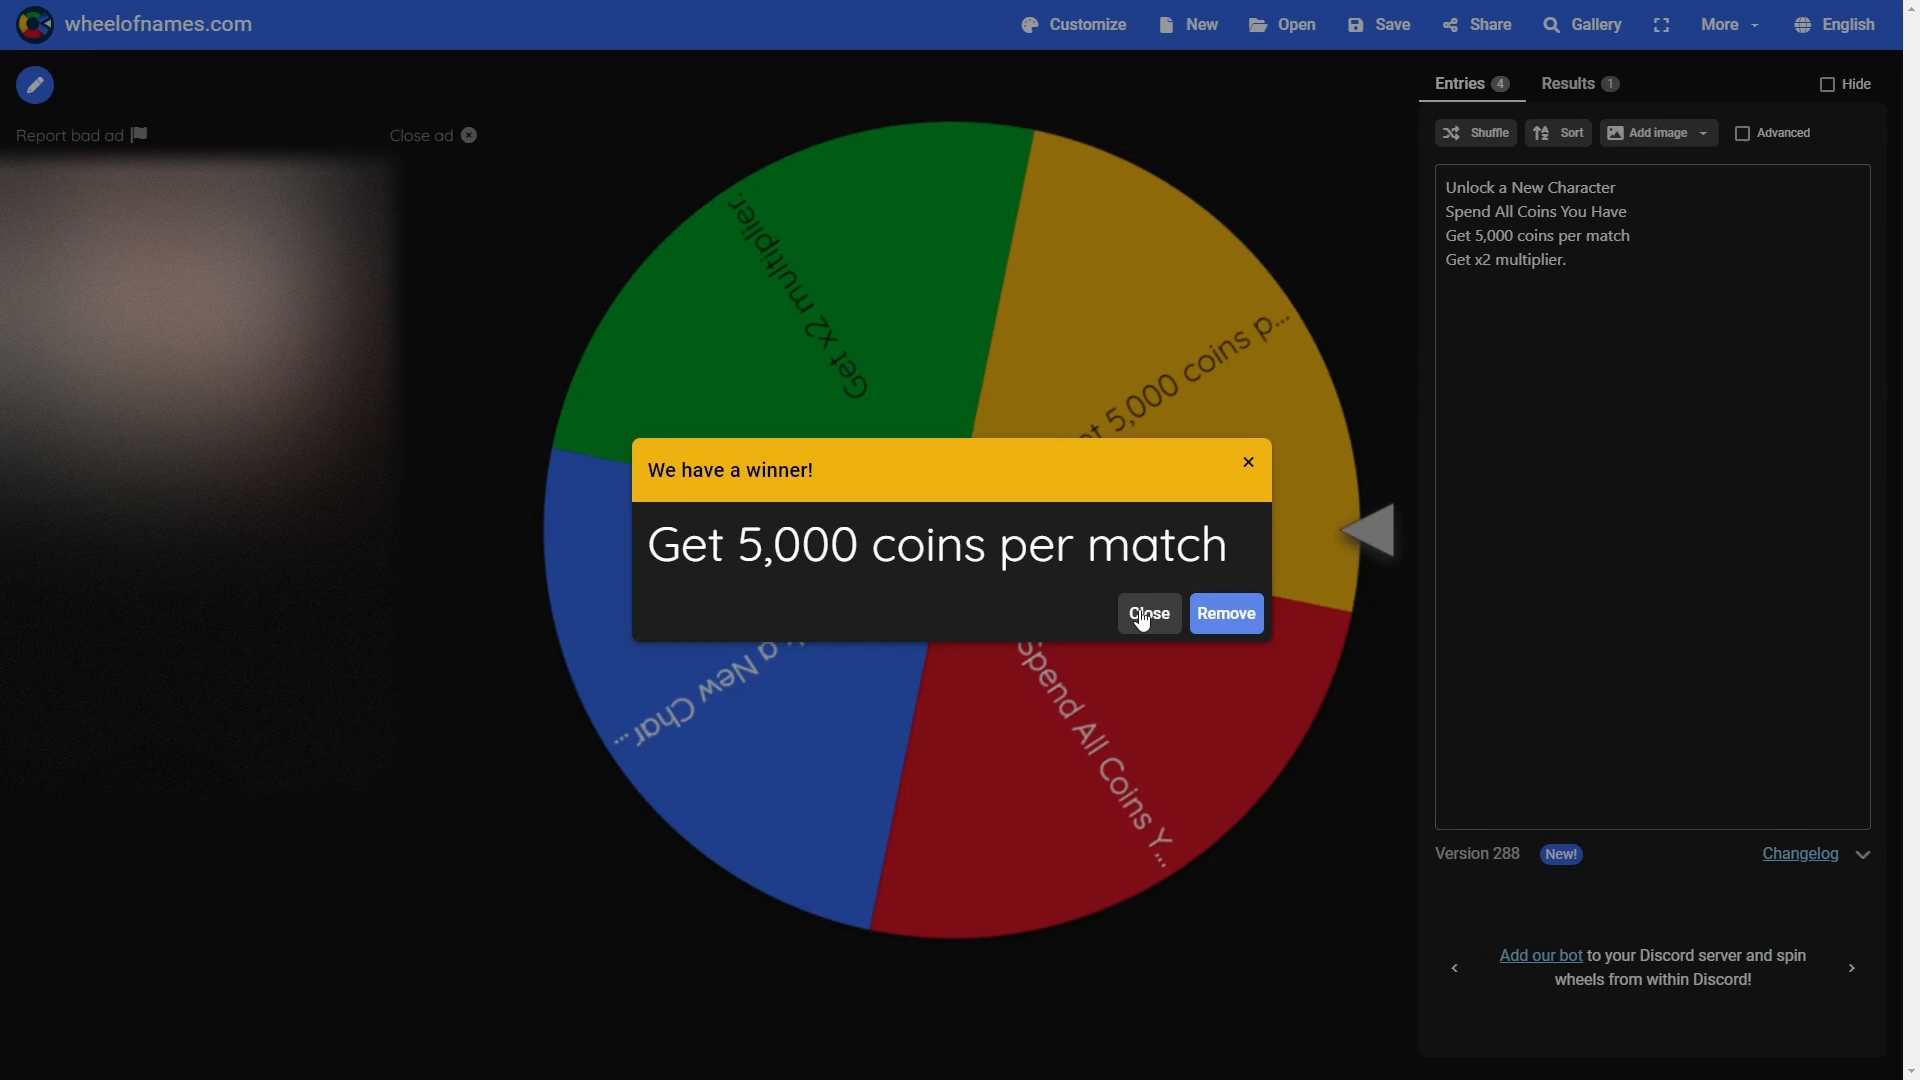 wheelofnames.com
Customize
New
Open
Save
Share
Gallery
More
English
Report bad ad
Close ad
Entries 4
Results 1
Hide
Shuffle
Sort
Add image
Advanced
Unlock a New Character
Spend All Coins You Have
Get 5,000 coins per match
Get x2 multiplier.
Get x2 multiplier.
5,000 coins p...
We have a winner!
Get 5,000 coins per match
Close
Remove
a New Char...
Spend All Coins Y...
Version 288
New!
Changelog
Add our bot to your Discord server and spin
wheels from within Discord!